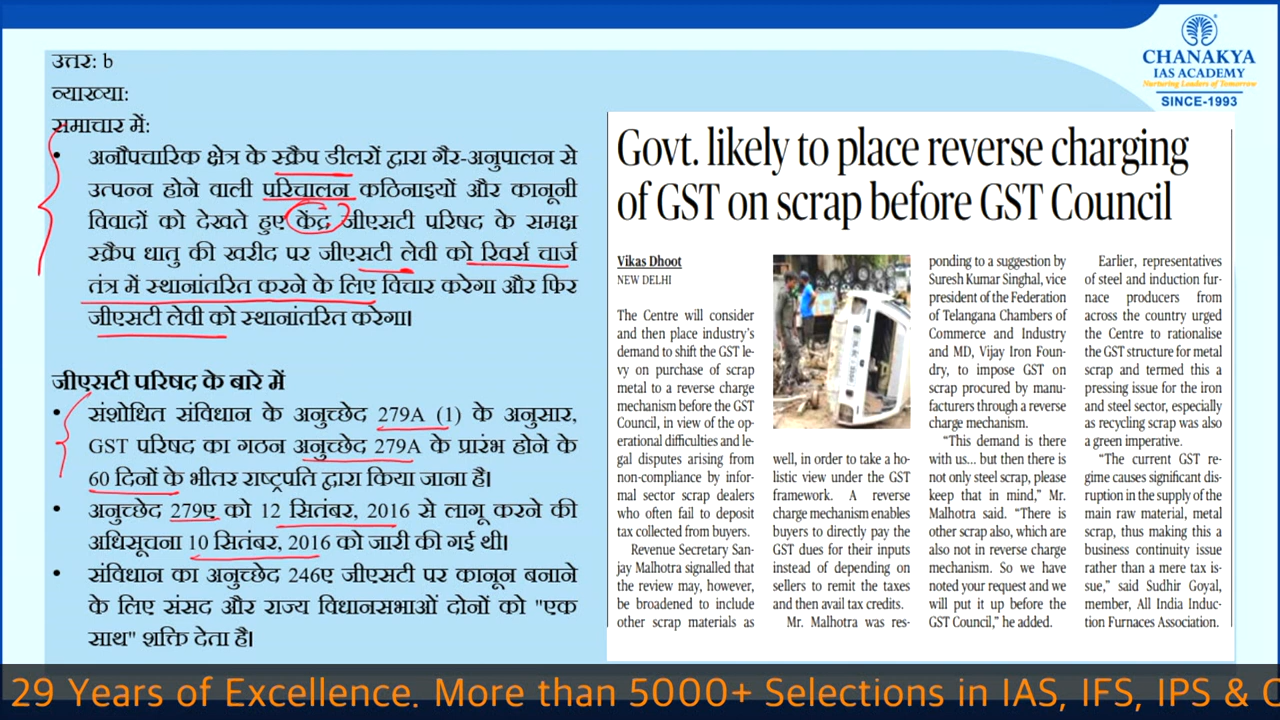 CHANAKYA
IAS ACADEMY
Nurturing Leaders of Tomorrow
SINCE-1993
उत्तर: b
व्याख्या:
समाचार में:
• अनौपचारिक क्षेत्र के स्क्रैप डीलरों द्वारा गैर-अनुपालन से
उत्पन्न होने वाली परिचालन कठिनाइयों और कानूनी
विवादों को देखते हुए केंद्र जीएसटी परिषद के समक्ष
स्क्रैप धातु की खरीद पर जीएसटी लेवी को रिवर्स चार्ज
तंत्र में स्थानांतरित करने के लिए विचार करेगा और फिर
जीएसटी लेवी को स्थानांतरित करेगा।
जीएसटी परिषद के बारे में
• संशोधित संविधान के अनुच्छेद 279A (1) के अनुसार,
GST परिषद का गठन अनुच्छेद 279A के प्रारंभ होने के
60 दिनों के भीतर राष्ट्रपति द्वारा किया जाना है।
• अनुच्छेद 279ए को 12 सितंबर, 2016 से लागू करने की
अधिसूचना 10 सितंबर, 2016 को जारी की गई थी।
• संविधान का अनुच्छेद 246ए जीएसटी पर कानून बनाने
के लिए संसद और राज्य विधानसभाओं दोनों को "एक
साथ" शक्ति देता है।
Govt. likely to place reverse charging
of GST on scrap before GST Council
Vikas Dhoot
NEW DELHI
The Centre will consider
and then place industry's
demand to shift the GST le-
vy on purchase of scrap
metal to a reverse charge
mechanism before the GST
Council, in view of the op-
erational difficulties and le-
gal disputes arising from
non-compliance by infor-
mal sector scrap dealers
who often fail to deposit
tax collected from buyers.
Revenue Secretary San-
jay Malhotra signalled that
the review may, however,
be broadened to include
other scrap materials as
well, in order to take a ho-
listic view under the GST
framework. A reverse
charge mechanism enables
buyers to directly pay the
GST dues for their inputs
instead of depending on
sellers to remit the taxes
and then avail tax credits.
Mr. Malhotra was res-
ponding to a suggestion by
Suresh Kumar Singhal, vice
president of the Federation
of Telangana Chambers of
Commerce and Industry
and MD, Vijay Iron Foun-
dry, to impose GST on
scrap procured by manu-
facturers through a reverse
charge mechanism.
"This demand is there
with us... but then there is
not only steel scrap, please
keep that in mind," Mr.
Malhotra said. "There is
other scrap also, which are
also not in reverse charge
mechanism. So we have
noted your request and we
will put it up before the
GST Council," he added.
Earlier, representatives
of steel and induction fur-
nace producers from
across the country urged
the Centre to rationalise
the GST structure for metal
scrap and termed this a
pressing issue for the iron
and steel sector, especially
as recycling scrap was also
a green imperative.
"The current GST re-
gime causes significant dis-
ruption in the supply of the
main raw material, metal
scrap, thus making this a
business continuity issue
rather than a mere tax is-
sue," said Sudhir Goyal,
member, All India Induc-
tion Furnaces Association.
29 Years of Excellence. More than 5000+ Selections in IAS, IFS, IPS &